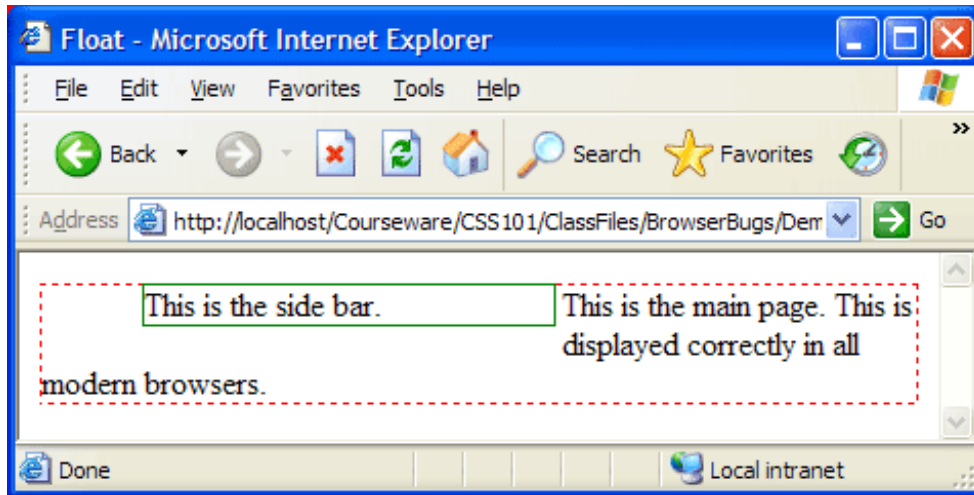 Float - Microsoft Internet Explorer
File Edit View Favorites Tools Help
Back Search Favorites »
Address http://localhost/Courseware/CSS101/ClassFiles/BrowserBugs/Dem Go
This is the side bar. This is the main page. This is
displayed correctly in all
modern browsers.
Done Local intranet